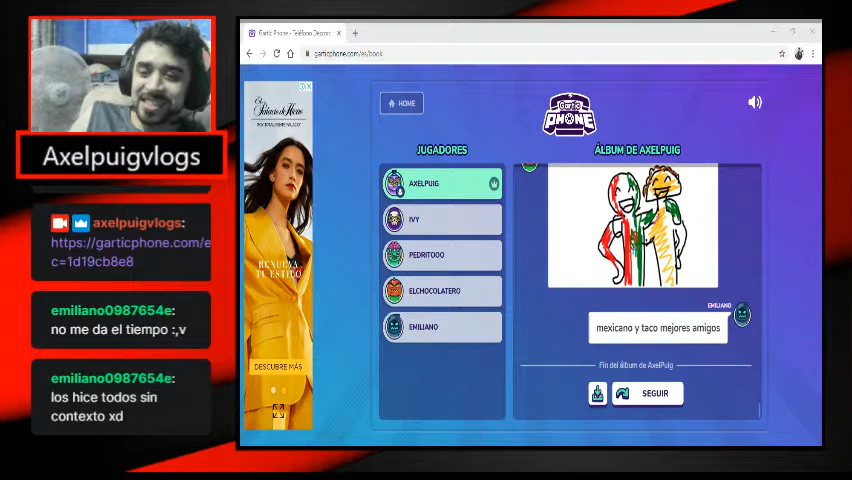 Gartic Phone - Teléfono Descom
garticphone.com/es/book
Axelpuigvlogs
axelpuigvlogs:
https://garticphone.com/e
c=1d19cb8e8
emiliano0987654e:
no me da el tiempo :,v
emiliano0987654e:
los hice todos sin
contexto xd
El Palacio de Hierro
RENUEVA
TU ESTILO
DESCUBRE MÁS
HOME
Gartic
PHONE
JUGADORES
AXELPUIG
IVY
PEDRITOOO
ELCHOCOLATERO
EMILIANO
ÁLBUM DE AXELPUIG
EMILIANO
mexicano y taco mejores amigos
Fin del álbum de AxelPuig
SEGUIR